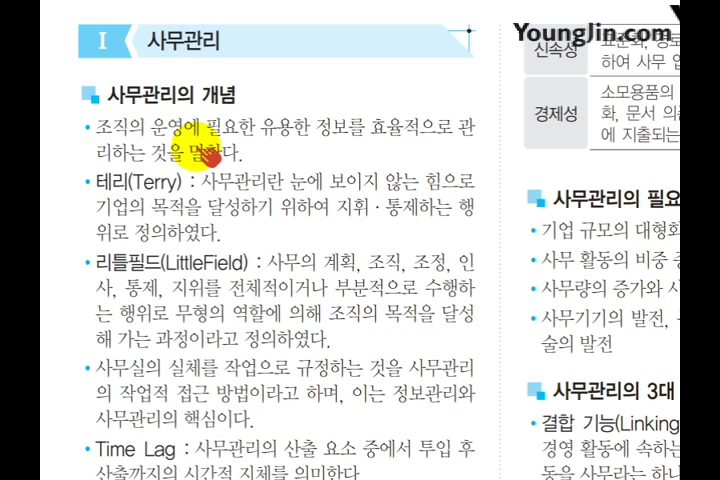 I 사무관리
YoungJin.com
사무관리의 개념
• 조직의 운영에 필요한 유용한 정보를 효율적으로 관
리하는 것을 말한다.
• 테리(Terry) : 사무관리란 눈에 보이지 않는 힘으로
기업의 목적을 달성하기 위하여 지휘 · 통제하는 행
위로 정의하였다.
• 리틀필드(LittleField) : 사무의 계획, 조직, 조정, 인
사, 통제, 지위를 전체적이거나 부분적으로 수행하
는 행위로 무형의 역할에 의해 조직의 목적을 달성
해 가는 과정이라고 정의하였다.
• 사무실의 실체를 작업으로 규정하는 것을 사무관리
의 작업적 접근 방법이라고 하며, 이는 정보관리와
사무관리의 핵심이다.
• Time Lag : 사무관리의 산출 요소 중에서 투입 후
산출까지의 시간적 지체를 의미한다
신속성
표준화,
하여 사무
경제성
소모용품의
화, 문서
에 지출되는
사무관리의 필요
• 기업 규모의 대형화
• 사무 활동의 비중
• 사무량의 증가와
• 사무기기의 발전,
술의 발전
사무관리의 3대
• 결합 기능(Linking
경영 활동에 속하는
동을 사무라는 하나